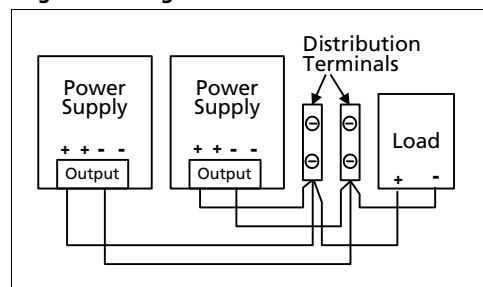 Distribution
Terminals
Power
Supply
+ + - -
Output
Power
Supply
+ + - -
Output
Load
+ -